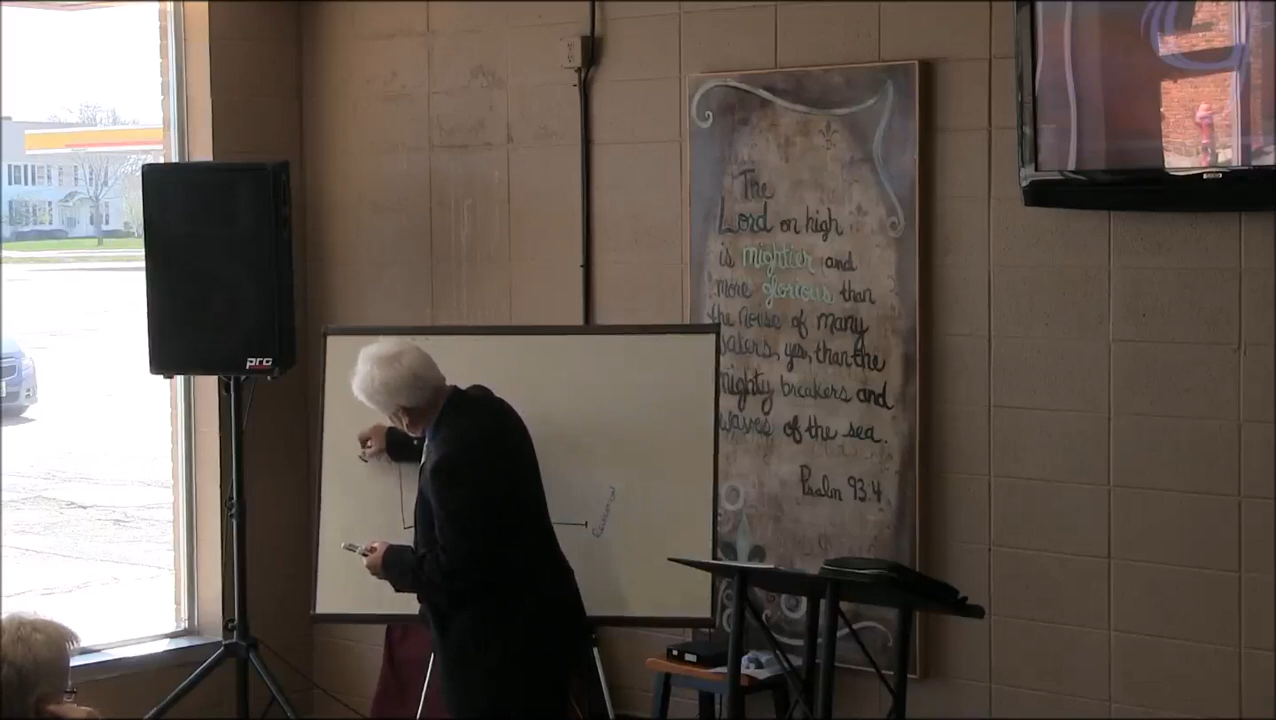 The
Lord on high
is mightier and
more glorious than
the noise of many
waters, yes, than the
mighty breakers and
waves of the sea.
Psalm 93:4
pro